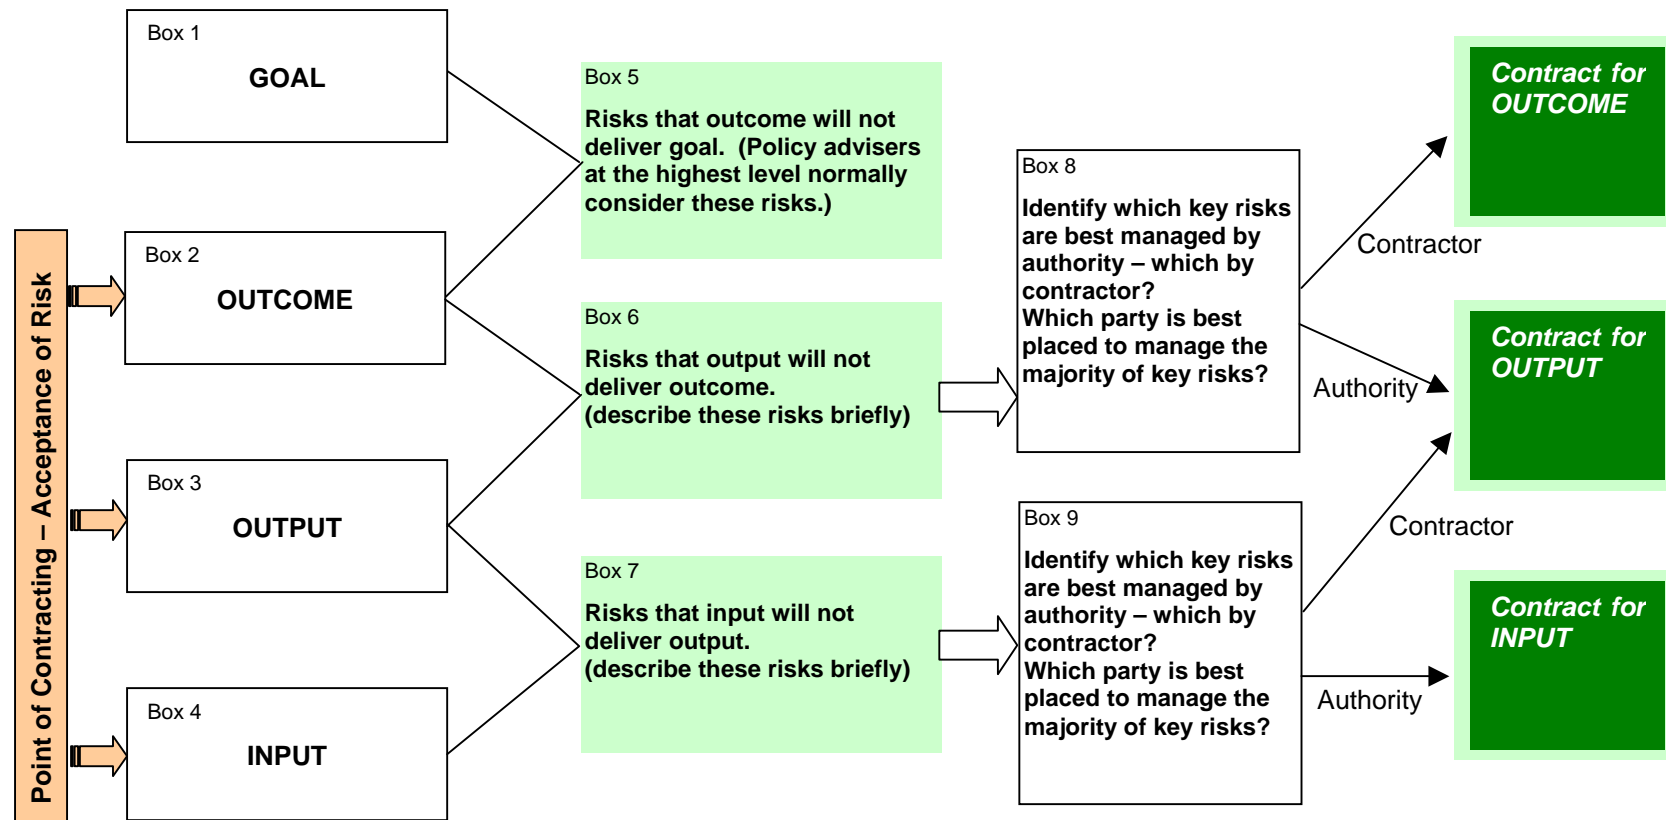 Point of Contracting – Acceptance of Risk
Box 1
GOAL
Box 2
OUTCOME
Box 3
OUTPUT
Box 4
INPUT
Box 5
Risks that outcome will not
deliver goal.  (Policy advisers
at the highest level normally
consider these risks.)
Box 6
Risks that output will not
deliver outcome.
(describe these risks briefly)
Box 7
Risks that input will not
deliver output.
(describe these risks briefly)
Box 8
Identify which key risks
are best managed by
authority – which by
contractor?
Which party is best
placed to manage the
majority of key risks?
Box 9
Identify which key risks
are best managed by
authority – which by
contractor?
Which party is best
placed to manage the
majority of key risks?
Contractor
Authority
Contractor
Authority
Contract for
OUTCOME
Contract for
OUTPUT
Contract for
INPUT